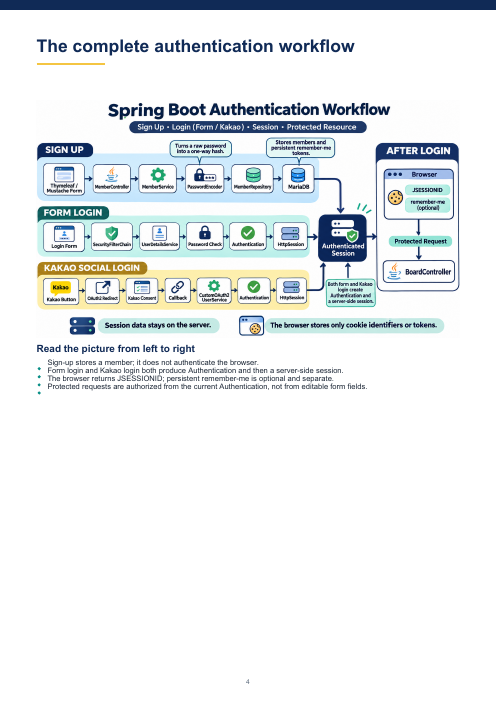 The complete authentication workflow
Spring Boot Authentication Workflow
Sign Up • Login (Form / Kakao) • Session • Protected Resource
SIGN UP
Turns a raw password
into a one-way hash.
Stores members and
persistent remember-me
tokens.
Thymeleaf /
Mustache Form
MemberController
MemberService
PasswordEncoder
MemberRepository
MariaDB
FORM LOGIN
Login Form
SecurityFilterChain
UserDetailsService
Password Check
Authentication
HttpSession
KAKAO SOCIAL LOGIN
Kakao
Kakao Button
OAuth2 Redirect
Kakao Consent
Callback
CustomOAuth2
UserService
Authentication
HttpSession
Authenticated
Session
Both form and Kakao
login create
Authentication and
a server-side session.
AFTER LOGIN
Browser
JSESSIONID
remember-me
(optional)
Protected Request
BoardController
Session data stays on the server.
The browser stores only cookie identifiers or tokens.
Read the picture from left to right
Sign-up stores a member; it does not authenticate the browser.
Form login and Kakao login both produce Authentication and then a server-side session.
The browser returns JSESSIONID; persistent remember-me is optional and separate.
Protected requests are authorized from the current Authentication, not from editable form fields.
4